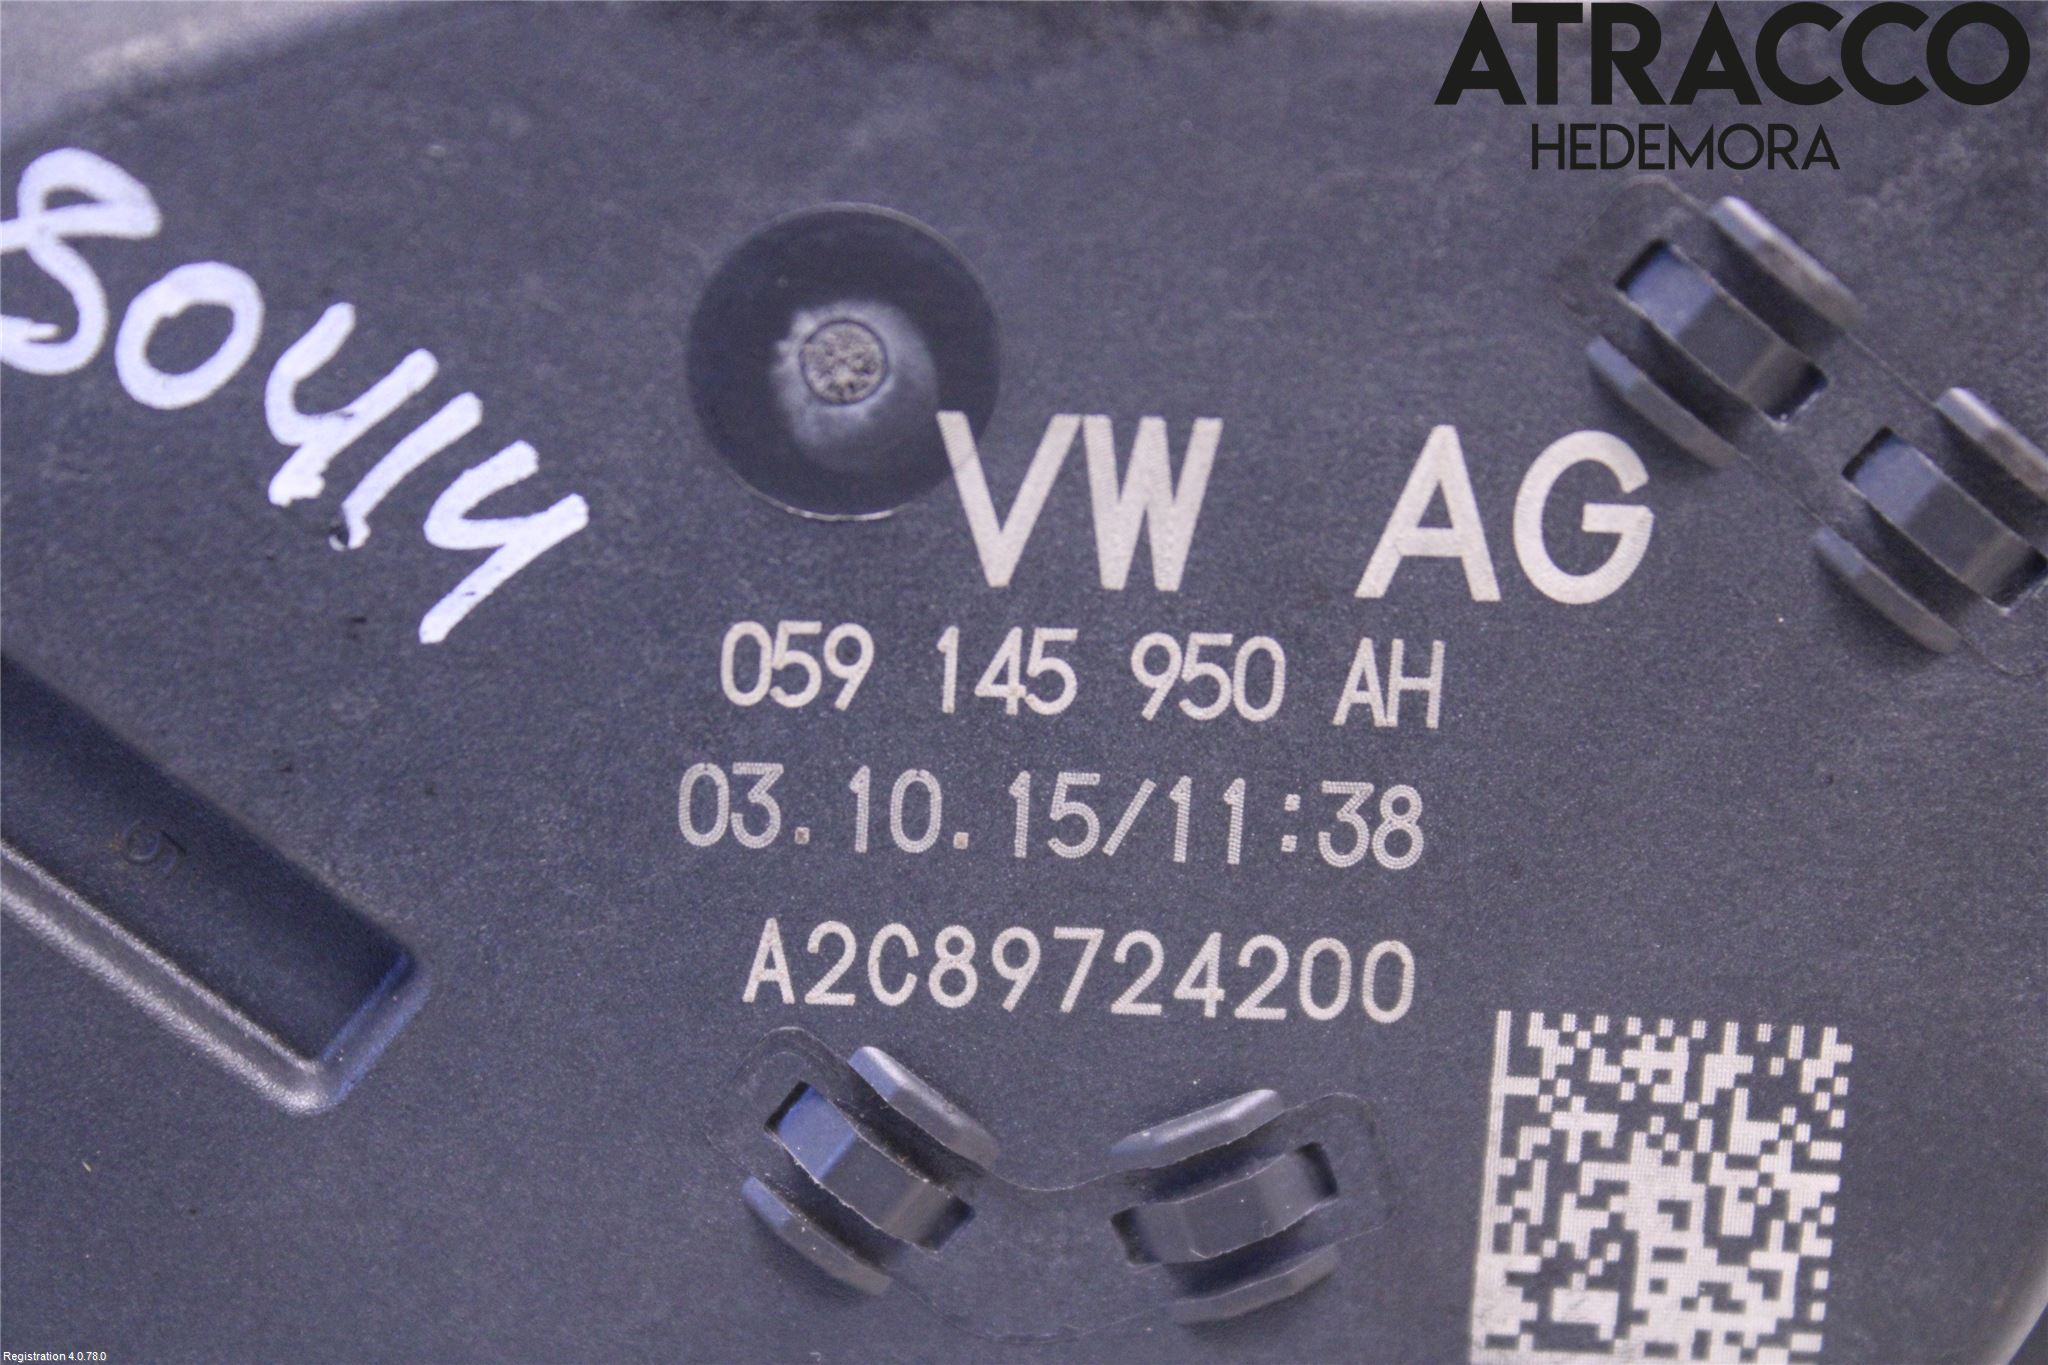 ATRACCO
HEDEMORA
80414
VW AG
059 145 950 AH
03.10.15/11:38
A2C89724200
Registration 4.0.78.0